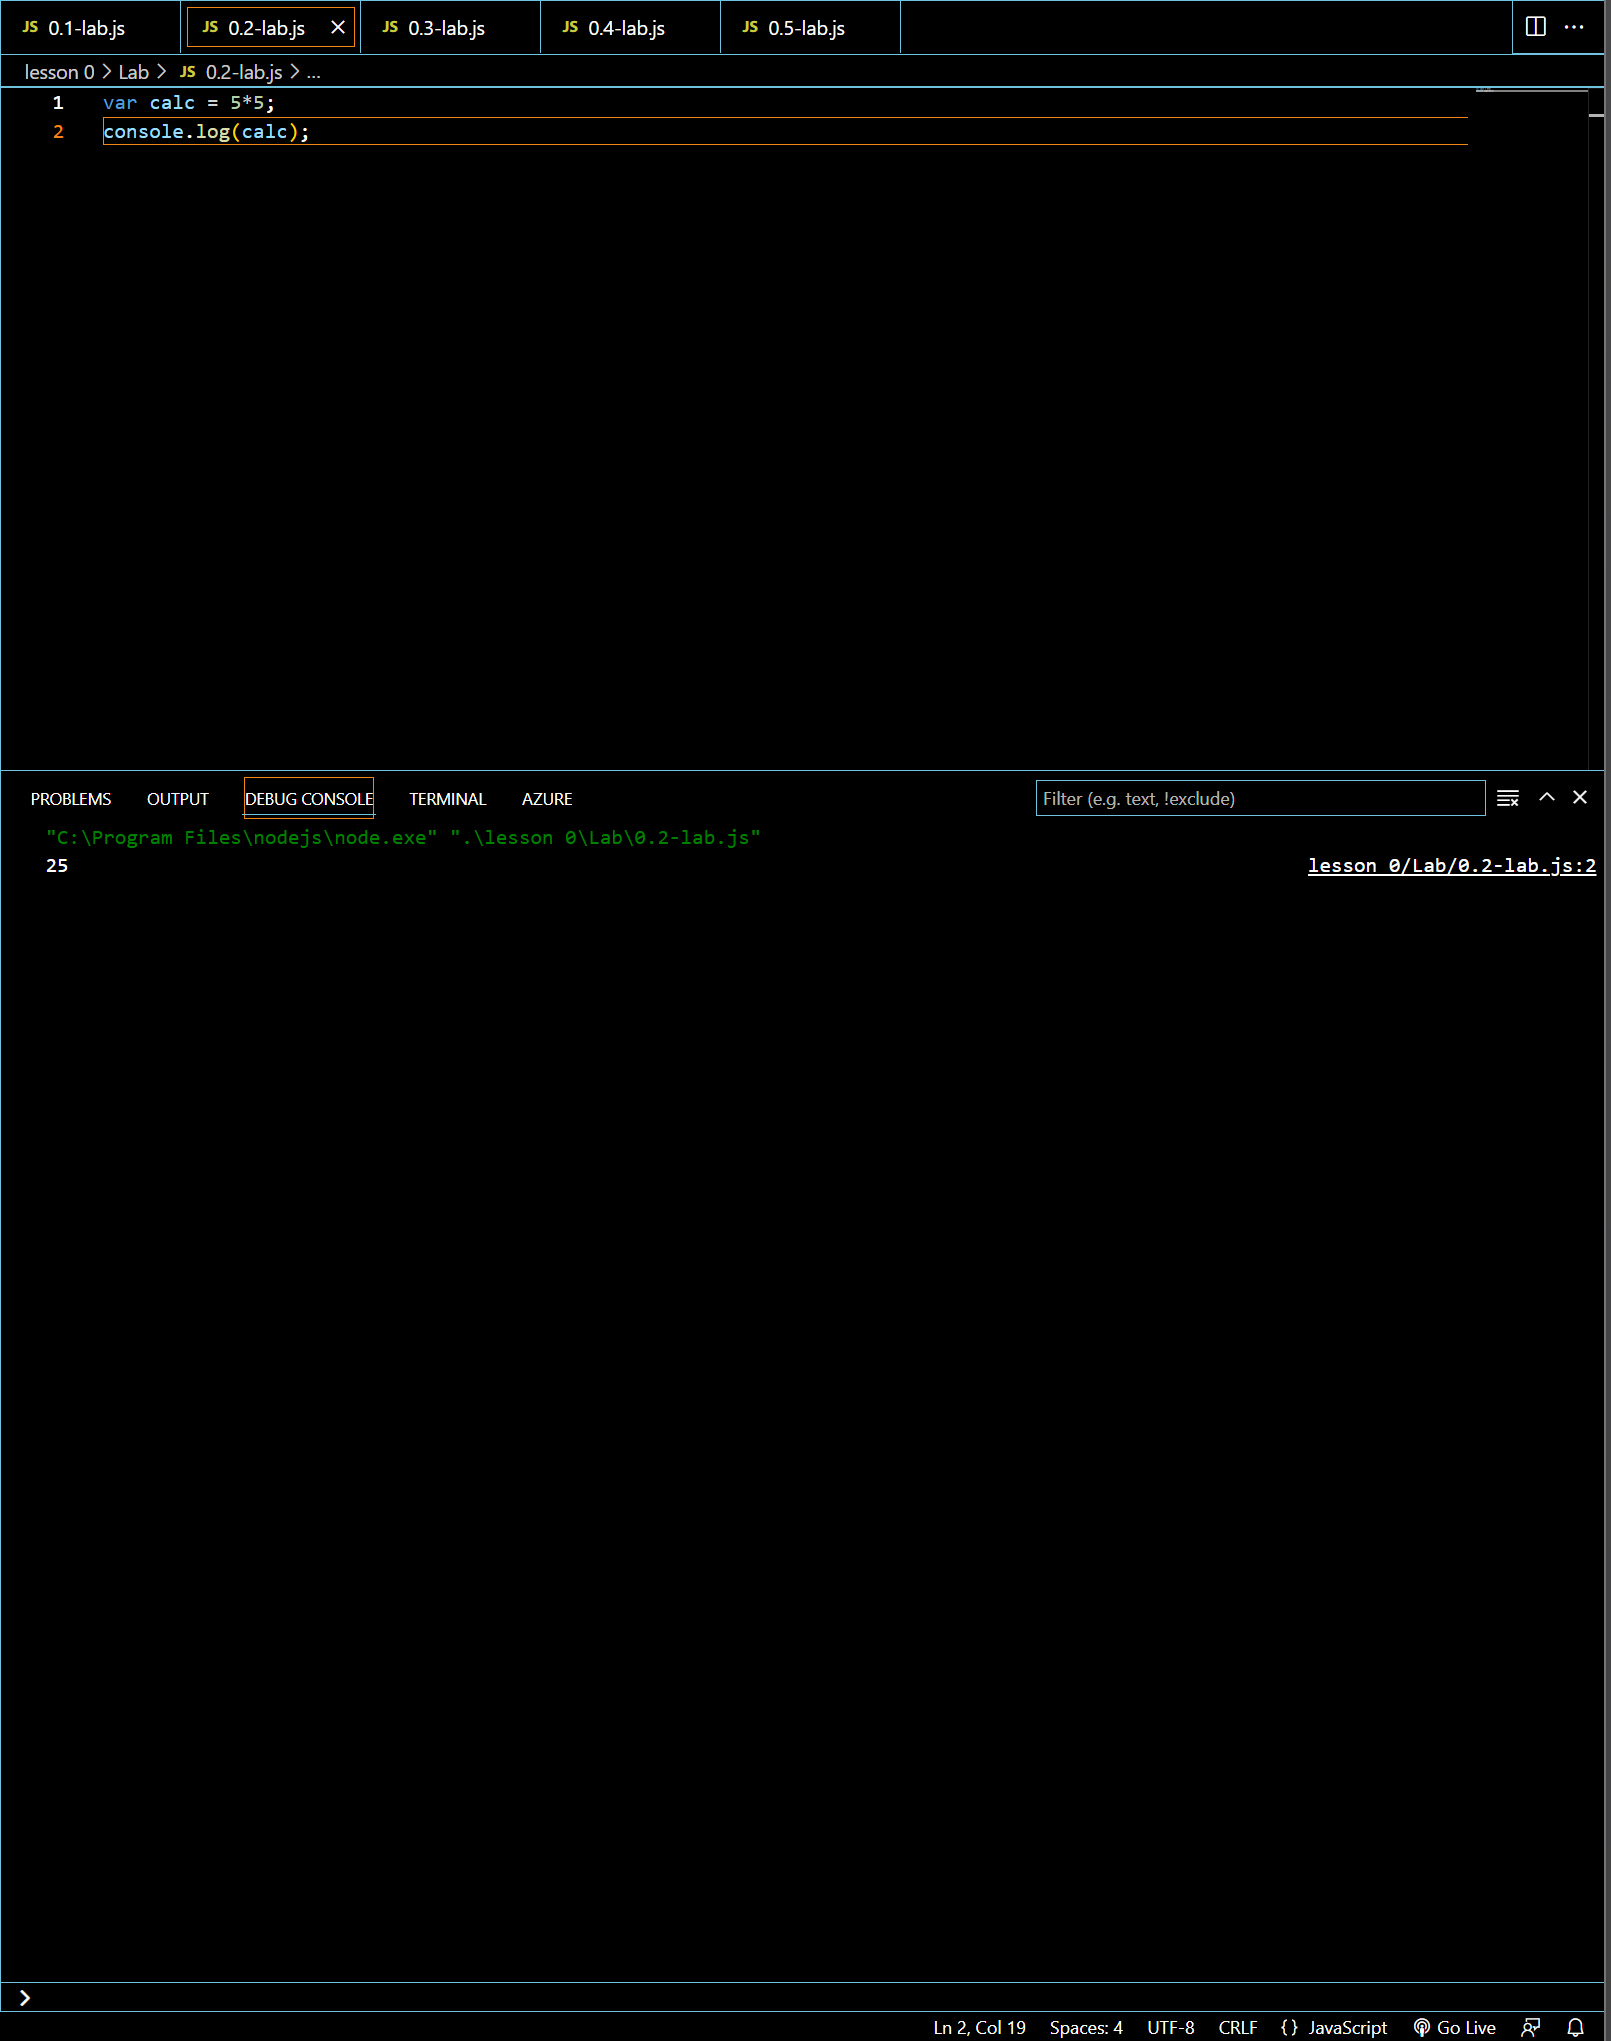 JS 0.1-lab.js JS 0.2-lab.js JS 0.3-lab.js JS 0.4-lab.js JS 0.5-lab.js
lesson 0 > Lab > JS 0.2-lab.js > ...
1 var calc = 5*5;
2 console.log(calc);
PROBLEMS OUTPUT DEBUG CONSOLE TERMINAL AZURE Filter (e.g. text, !exclude)
"C:\Program Files\nodejs\node.exe" ".\lesson 0\Lab\0.2-lab.js"
25 lesson 0/Lab/0.2-lab.js:2
Ln 2, Col 19 Spaces: 4 UTF-8 CRLF {} JavaScript Go Live